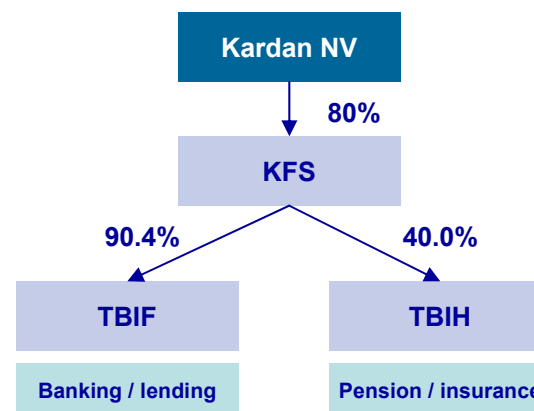 Kardan NV
80%
KFS
90.4%
40.0%
TBIF
TBIH
Banking / lending
Pension / insurance